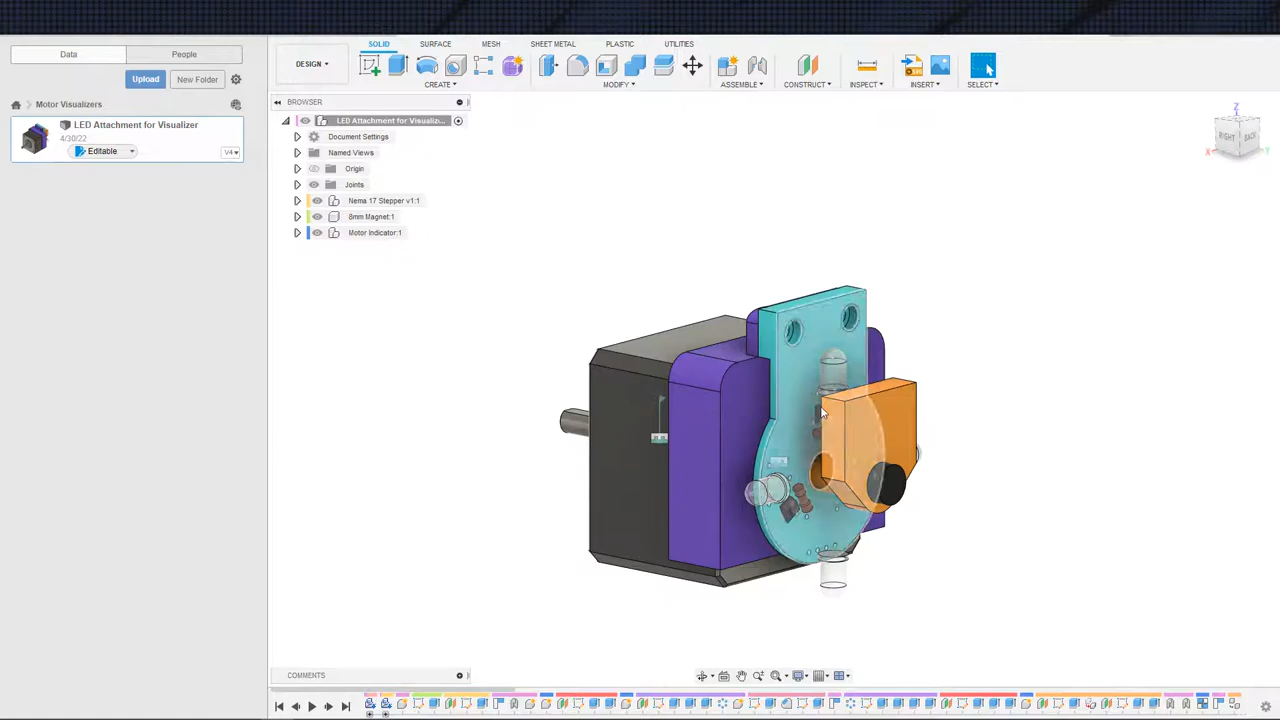 SOLID SURFACE MESH SHEET METAL PLASTIC UTILITIES
Data People
DESIGN
Upload New Folder
CREATE MODIFY ASSEMBLE CONSTRUCT INSPECT INSERT SELECT
Motor Visualizers
BROWSER
LED Attachment for Visualizer
4/30/22
Editable
V4
LED Attachment for Visualiz...
Document Settings
Named Views
Origin
Joints
Nema 17 Stepper v1:1
8mm Magnet:1
Motor Indicator:1
Z
RIGHT BACK
X Y
COMMENTS